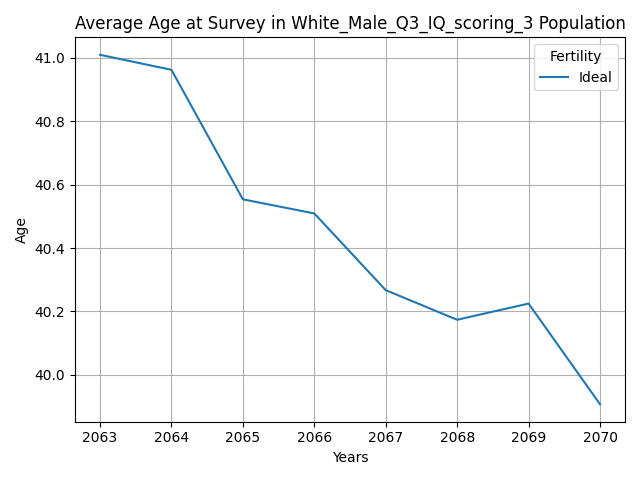 Average Age at Survey in White_Male_Q3_IQ_scoring_3 Population
Fertility
Ideal
41.0
40.8
40.6
40.4
40.2
40.0
Age
2063 2064 2065 2066 2067 2068 2069 2070
Years